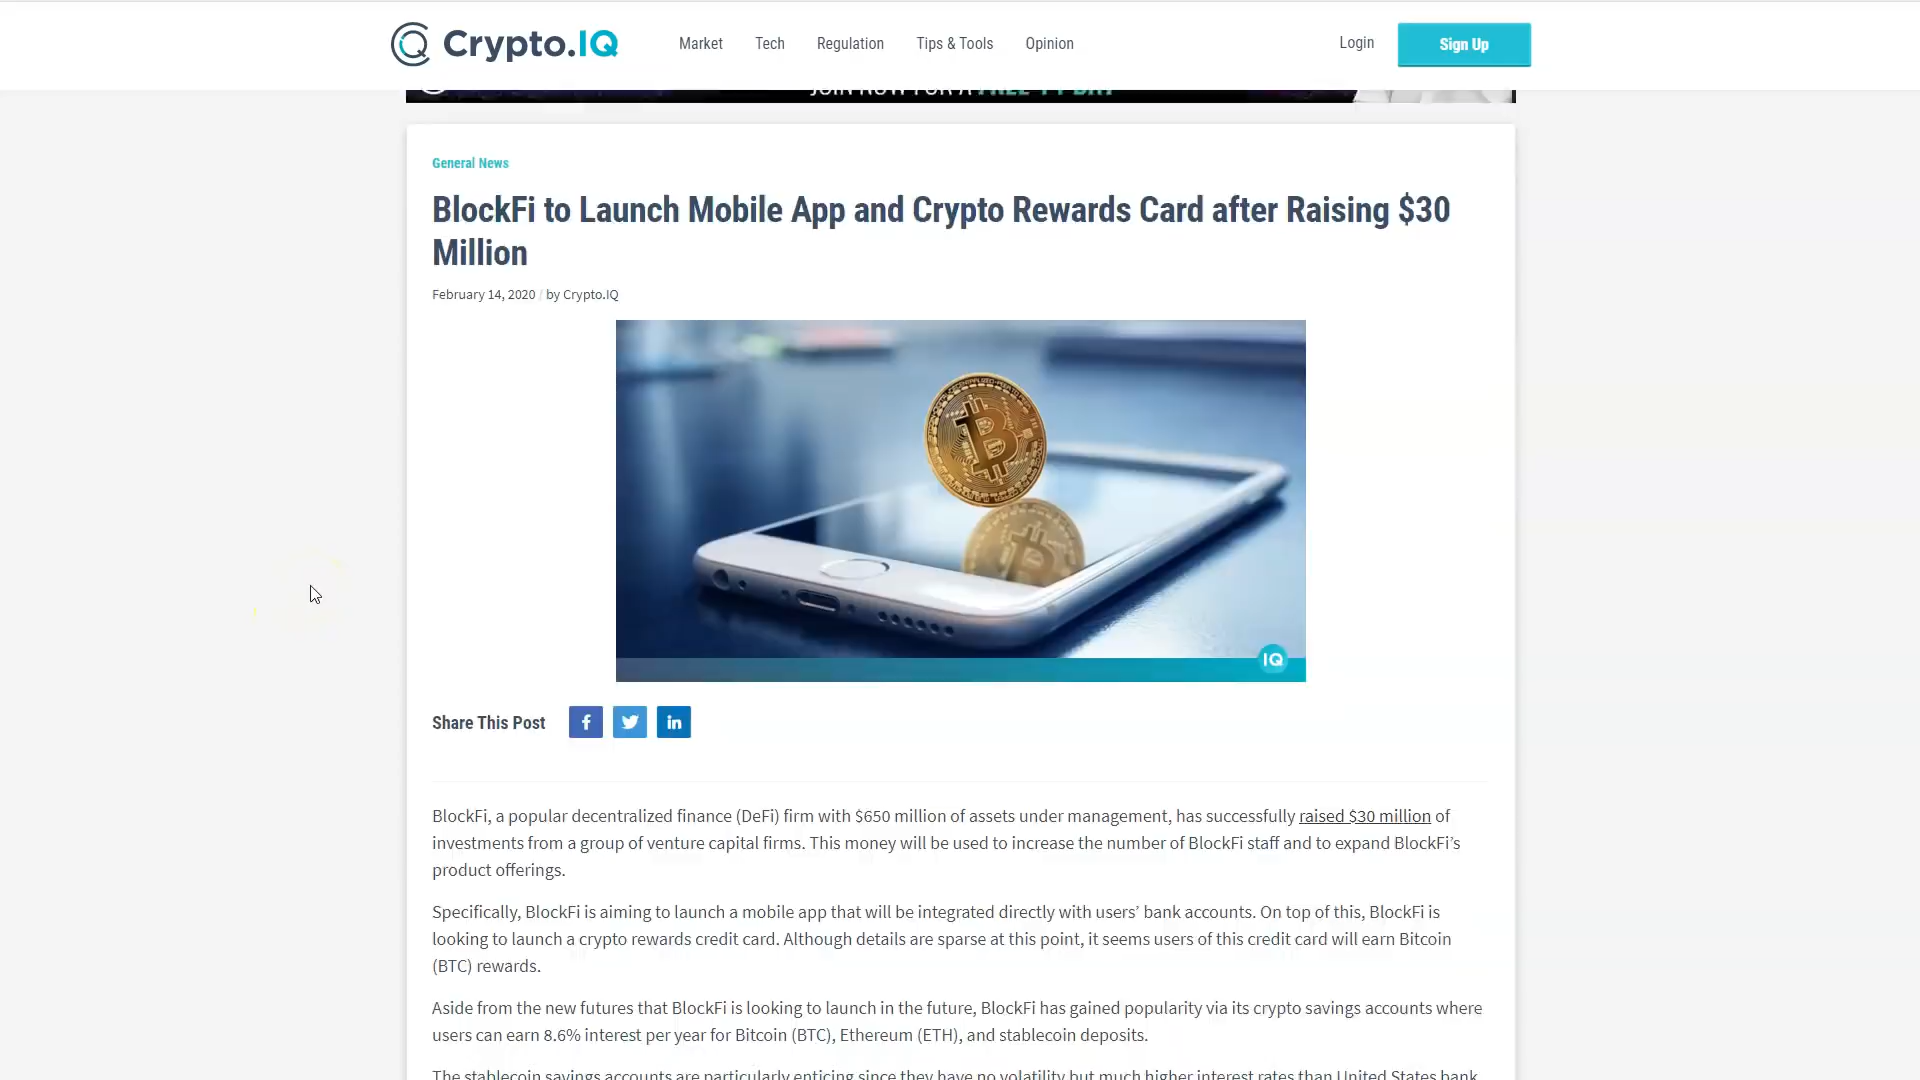 Crypto.IQ
Market Tech Regulation Tips & Tools Opinion Login Sign Up
JOIN NOW FOR A FREE 14 DAY
General News
BlockFi to Launch Mobile App and Crypto Rewards Card after Raising $30
Million
February 14, 2020 / by Crypto.IQ
IQ
Share This Post
BlockFi, a popular decentralized finance (DeFi) firm with $650 million of assets under management, has successfully raised $30 million of
investments from a group of venture capital firms. This money will be used to increase the number of BlockFi staff and to expand BlockFi’s
product offerings.
Specifically, BlockFi is aiming to launch a mobile app that will be integrated directly with users’ bank accounts. On top of this, BlockFi is
looking to launch a crypto rewards credit card. Although details are sparse at this point, it seems users of this credit card will earn Bitcoin
(BTC) rewards.
Aside from the new futures that BlockFi is looking to launch in the future, BlockFi has gained popularity via its crypto savings accounts where
users can earn 8.6% interest per year for Bitcoin (BTC), Ethereum (ETH), and stablecoin deposits.
The stablecoin savings accounts are particularly enticing since they have no volatility but much higher interest rates than United States bank